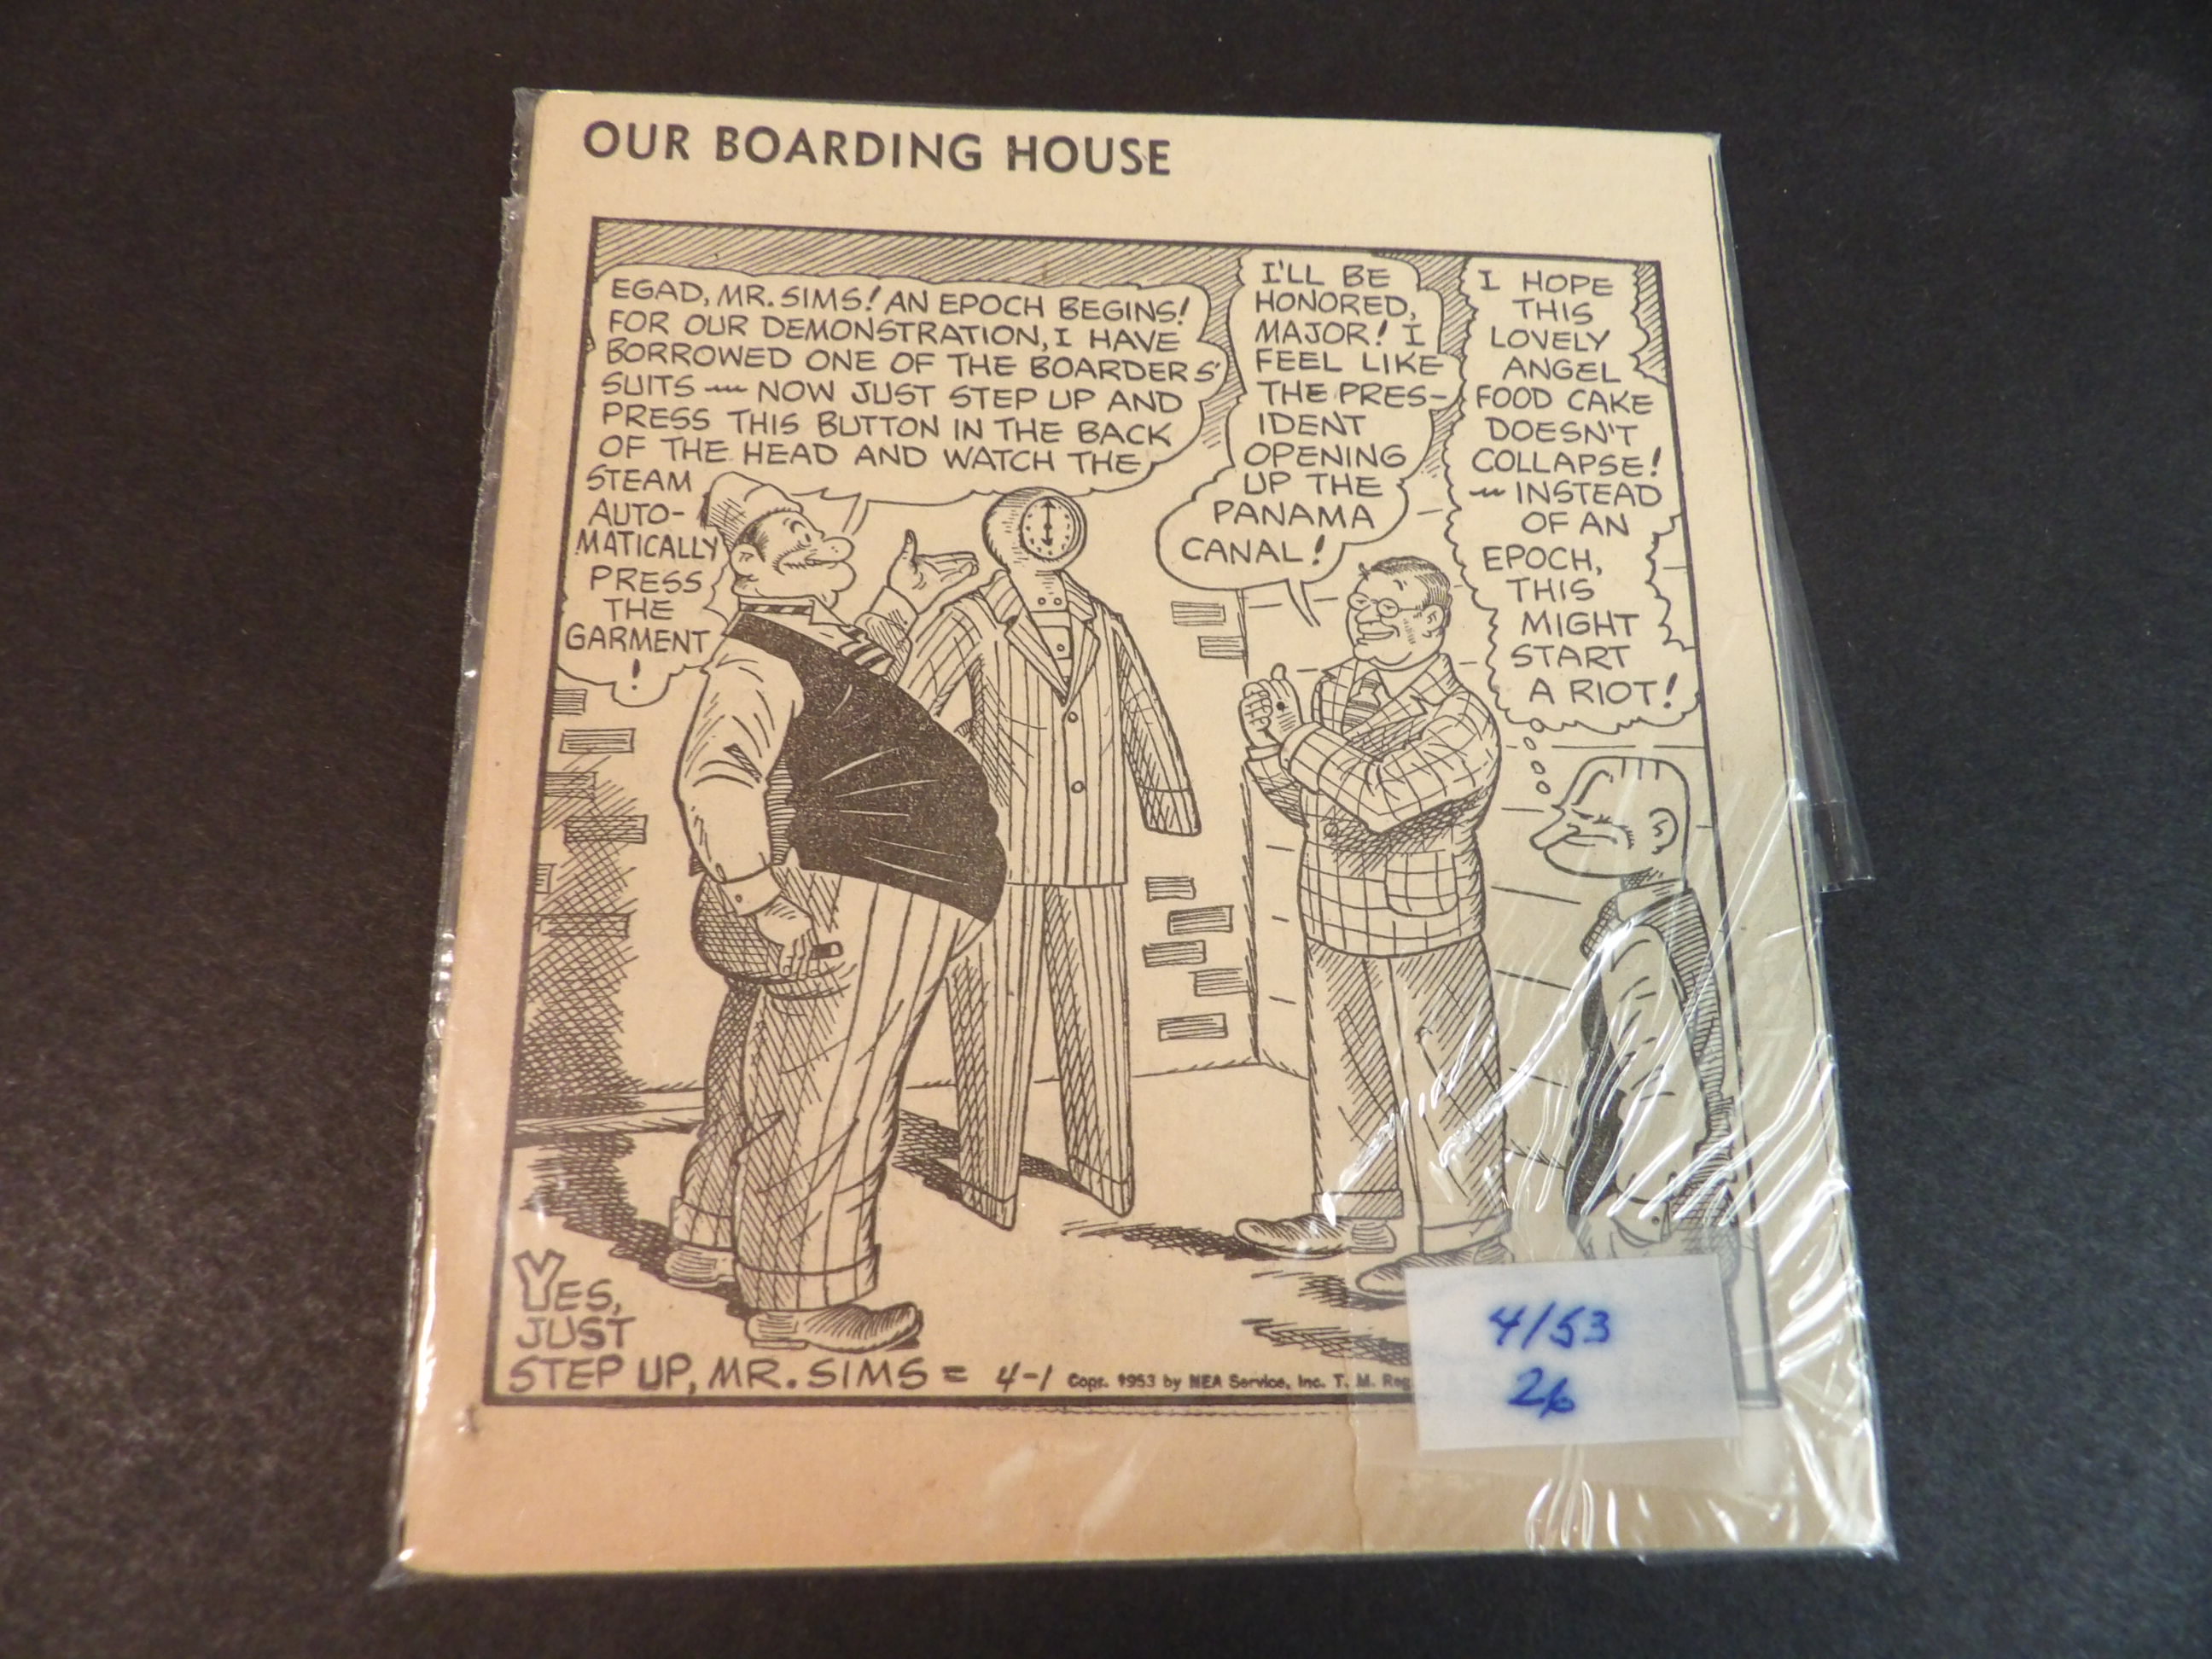 OUR BOARDING HOUSE
EGAD, MR. SIMS! AN EPOCH BEGINS!
FOR OUR DEMONSTRATION, I HAVE
BORROWED ONE OF THE BOARDERS'
SUITS ~ NOW JUST STEP UP AND
PRESS THIS BUTTON IN THE BACK
OF THE HEAD AND WATCH THE
STEAM
AUTO-
MATICALLY
PRESS
THE
GARMENT
!
I'LL BE
HONORED,
MAJOR! I
FEEL LIKE
THE PRES-
IDENT
OPENING
UP THE
PANAMA
CANAL!
I HOPE
THIS
LOVELY
ANGEL
FOOD CAKE
DOESN'T
COLLAPSE!
~ INSTEAD
OF AN
EPOCH,
THIS
MIGHT
START
A RIOT!
YES,
JUST
STEP UP, MR. SIMS = 4-1 Copr. 1953 by NEA Service, Inc. T. M. Reg
4/53
26